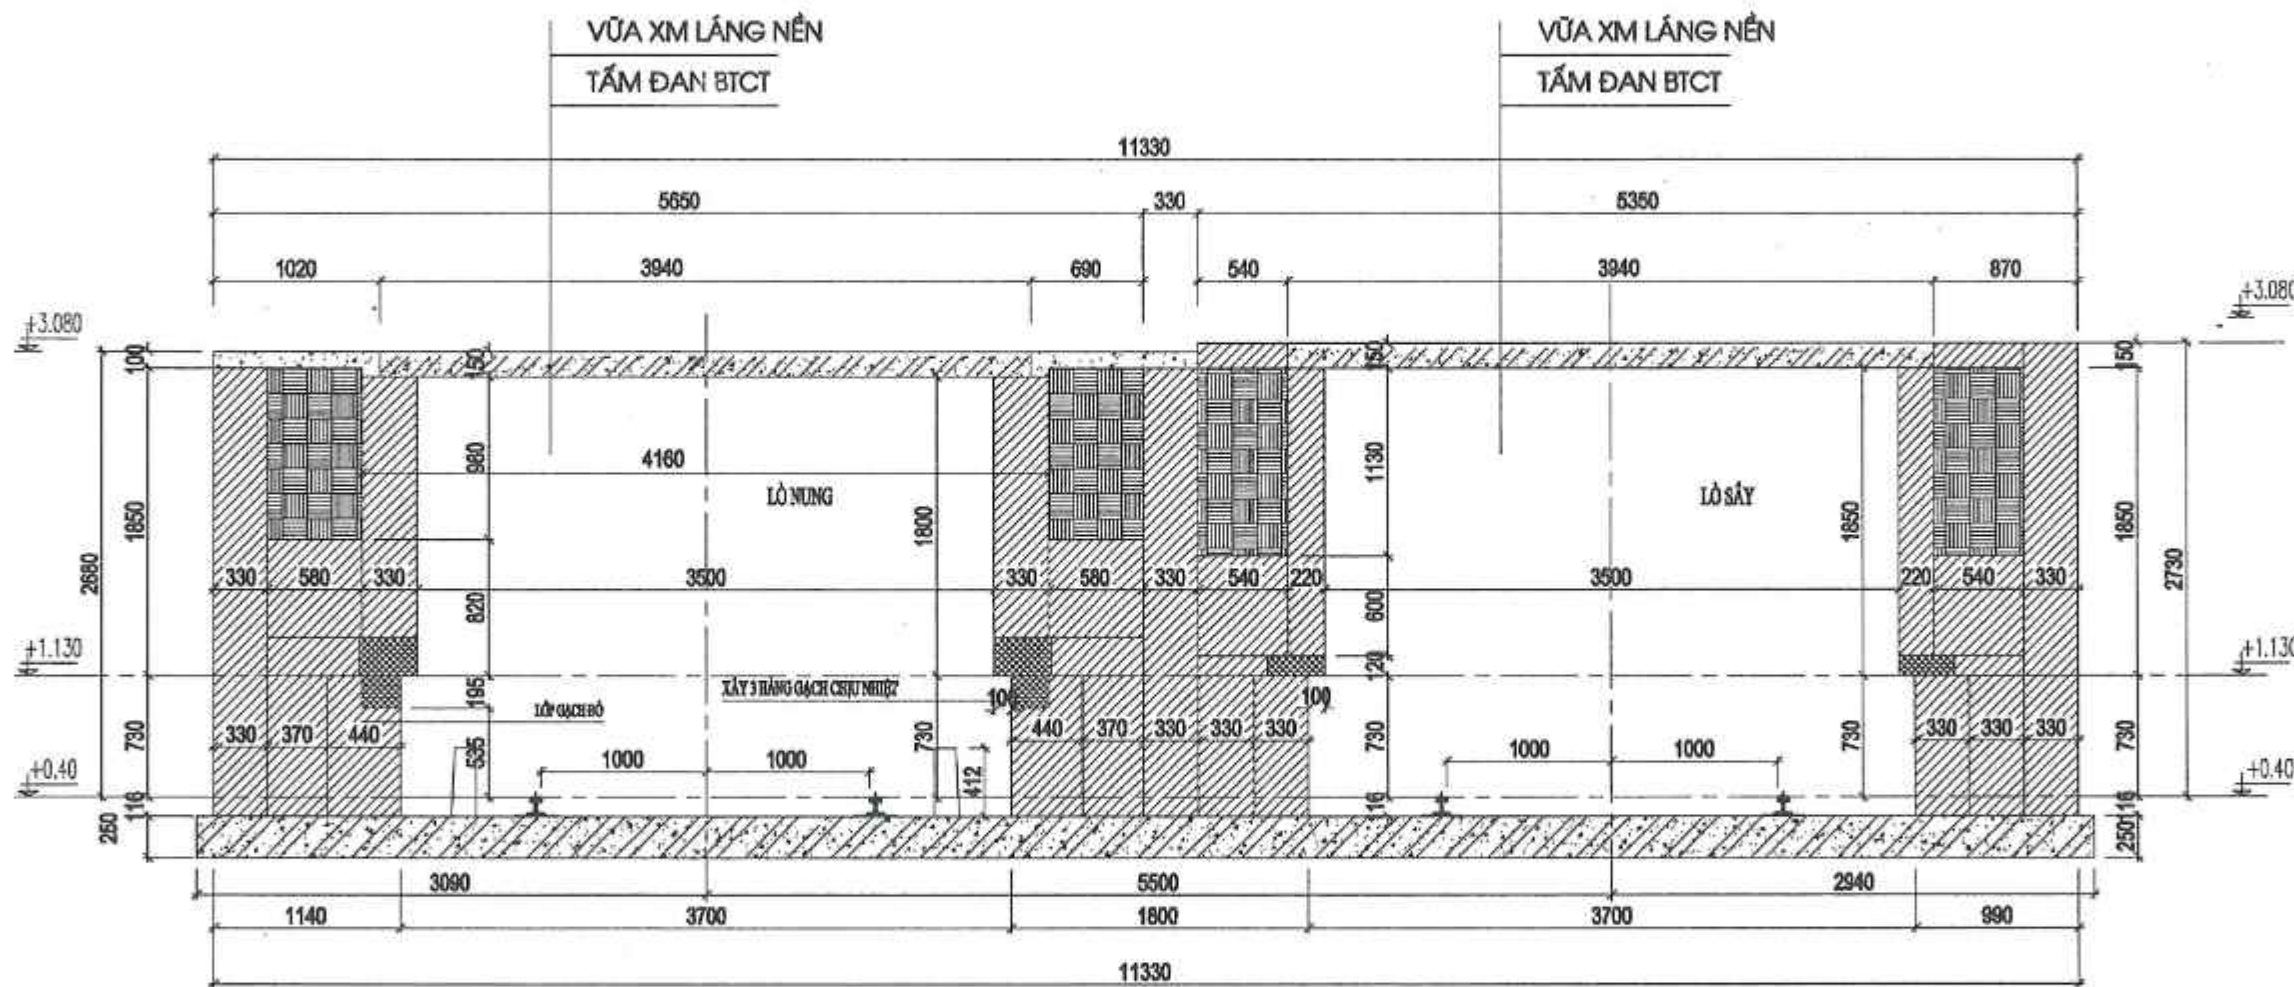 VỮA XM LÁNG NỀN
TẤM ĐAN BTCT
VỮA XM LÁNG NỀN
TẤM ĐAN BTCT
11330
5650 330 5350
1020 3940 690 540 3940 870
+3.080
+3.080
100 150 150 150
980 4160 1130
LÒ NUNG
LÒ SẤY
1850 1800 1850 1850
2680 2730
330 580 330 3500 330 580 330 540 220 3500 220 540 330
820 600
+1.130
+1.130
120
195
XÂY 3 HÀNG GẠCH CHỊU NHIỆT
100 100
LỚP GẠCH ĐỎ
330 370 440 440 370 330 330 330 330 330 330
730 535 730 730 730 730
1000 1000 412 1000 1000
+0.40
+0.40
116 116 116
250 250
3090 5500 2940
1140 3700 1800 3700 990
11330